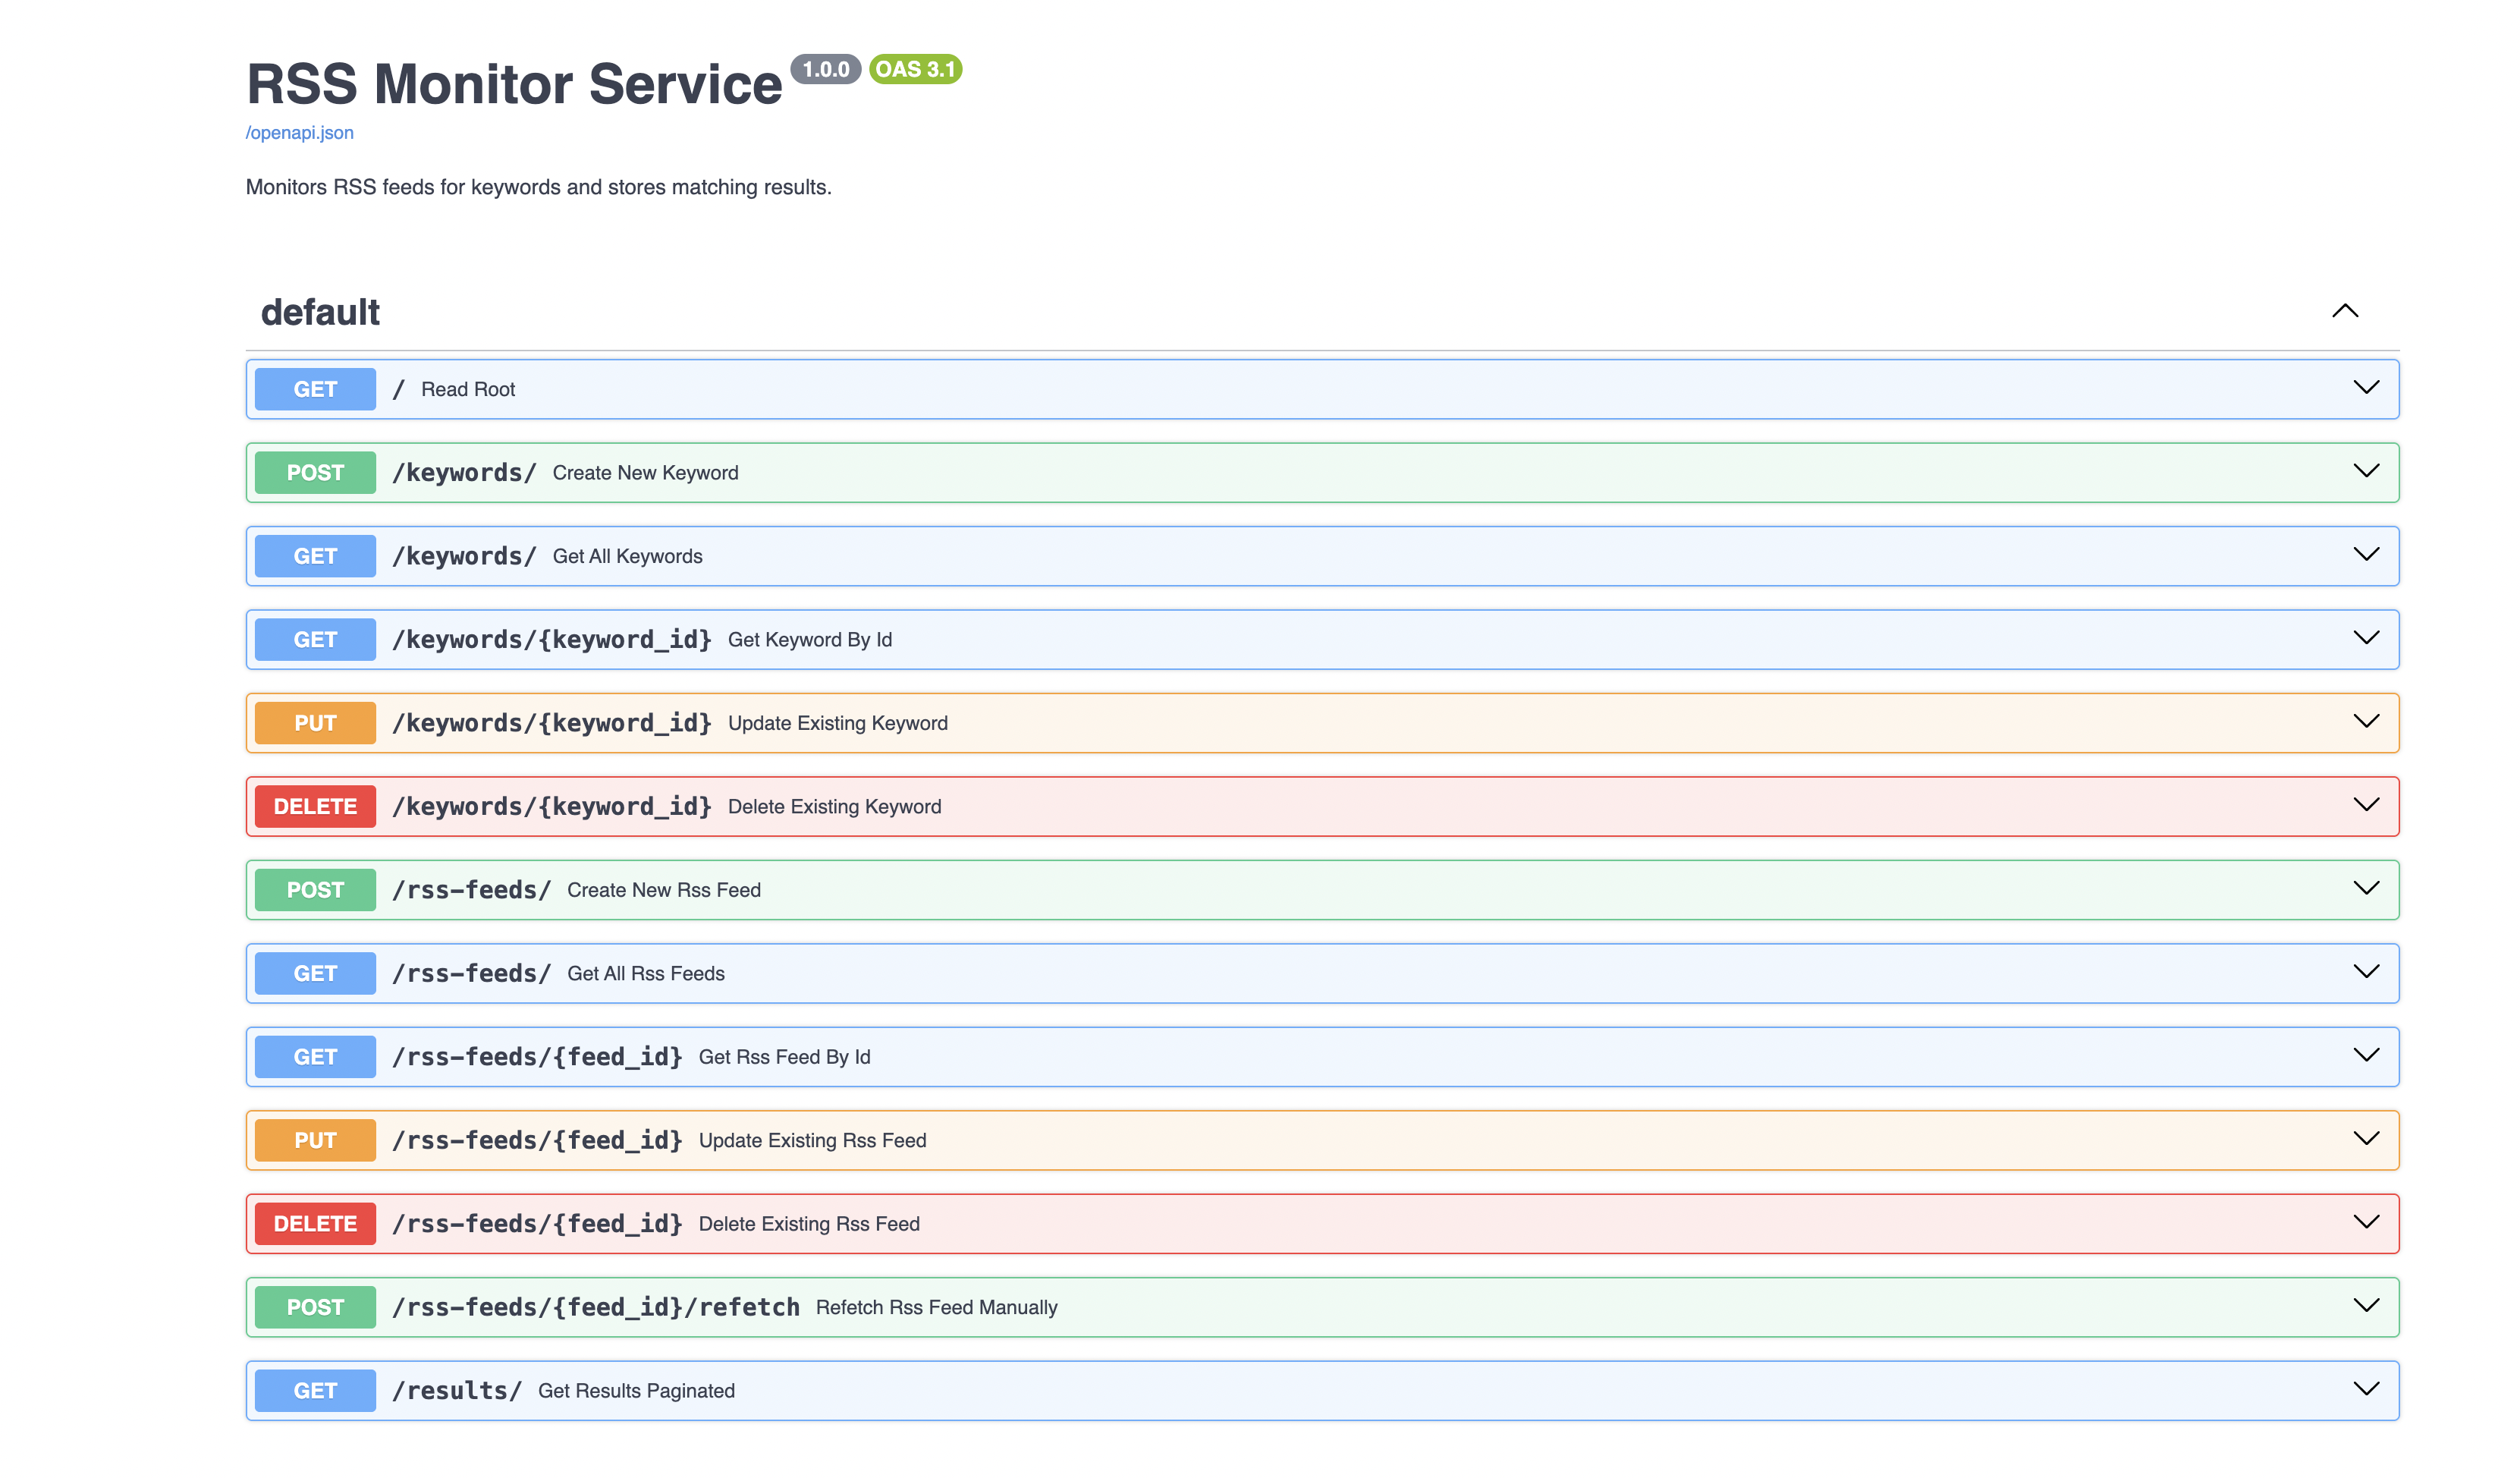 RSS Monitor Service 1.0.0 OAS 3.1
/openapi.json
Monitors RSS feeds for keywords and stores matching results.
default
GET / Read Root
POST /keywords/ Create New Keyword
GET /keywords/ Get All Keywords
GET /keywords/{keyword_id} Get Keyword By Id
PUT /keywords/{keyword_id} Update Existing Keyword
DELETE /keywords/{keyword_id} Delete Existing Keyword
POST /rss-feeds/ Create New Rss Feed
GET /rss-feeds/ Get All Rss Feeds
GET /rss-feeds/{feed_id} Get Rss Feed By Id
PUT /rss-feeds/{feed_id} Update Existing Rss Feed
DELETE /rss-feeds/{feed_id} Delete Existing Rss Feed
POST /rss-feeds/{feed_id}/refetch Refetch Rss Feed Manually
GET /results/ Get Results Paginated